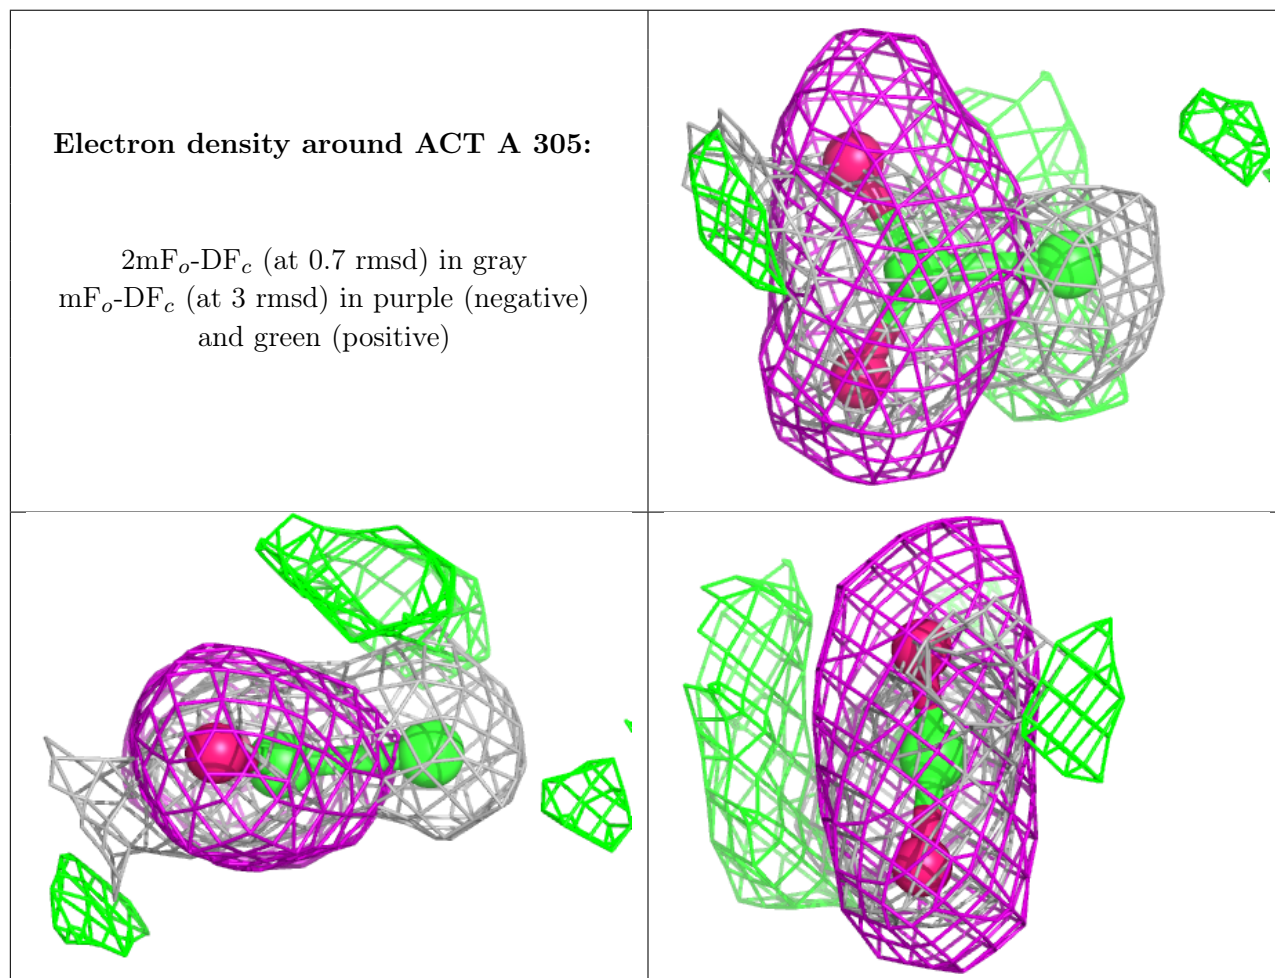 Electron density around ACT A 305:
2mFo-DFc (at 0.7 rmsd) in gray
mFo-DFc (at 3 rmsd) in purple (negative)
and green (positive)